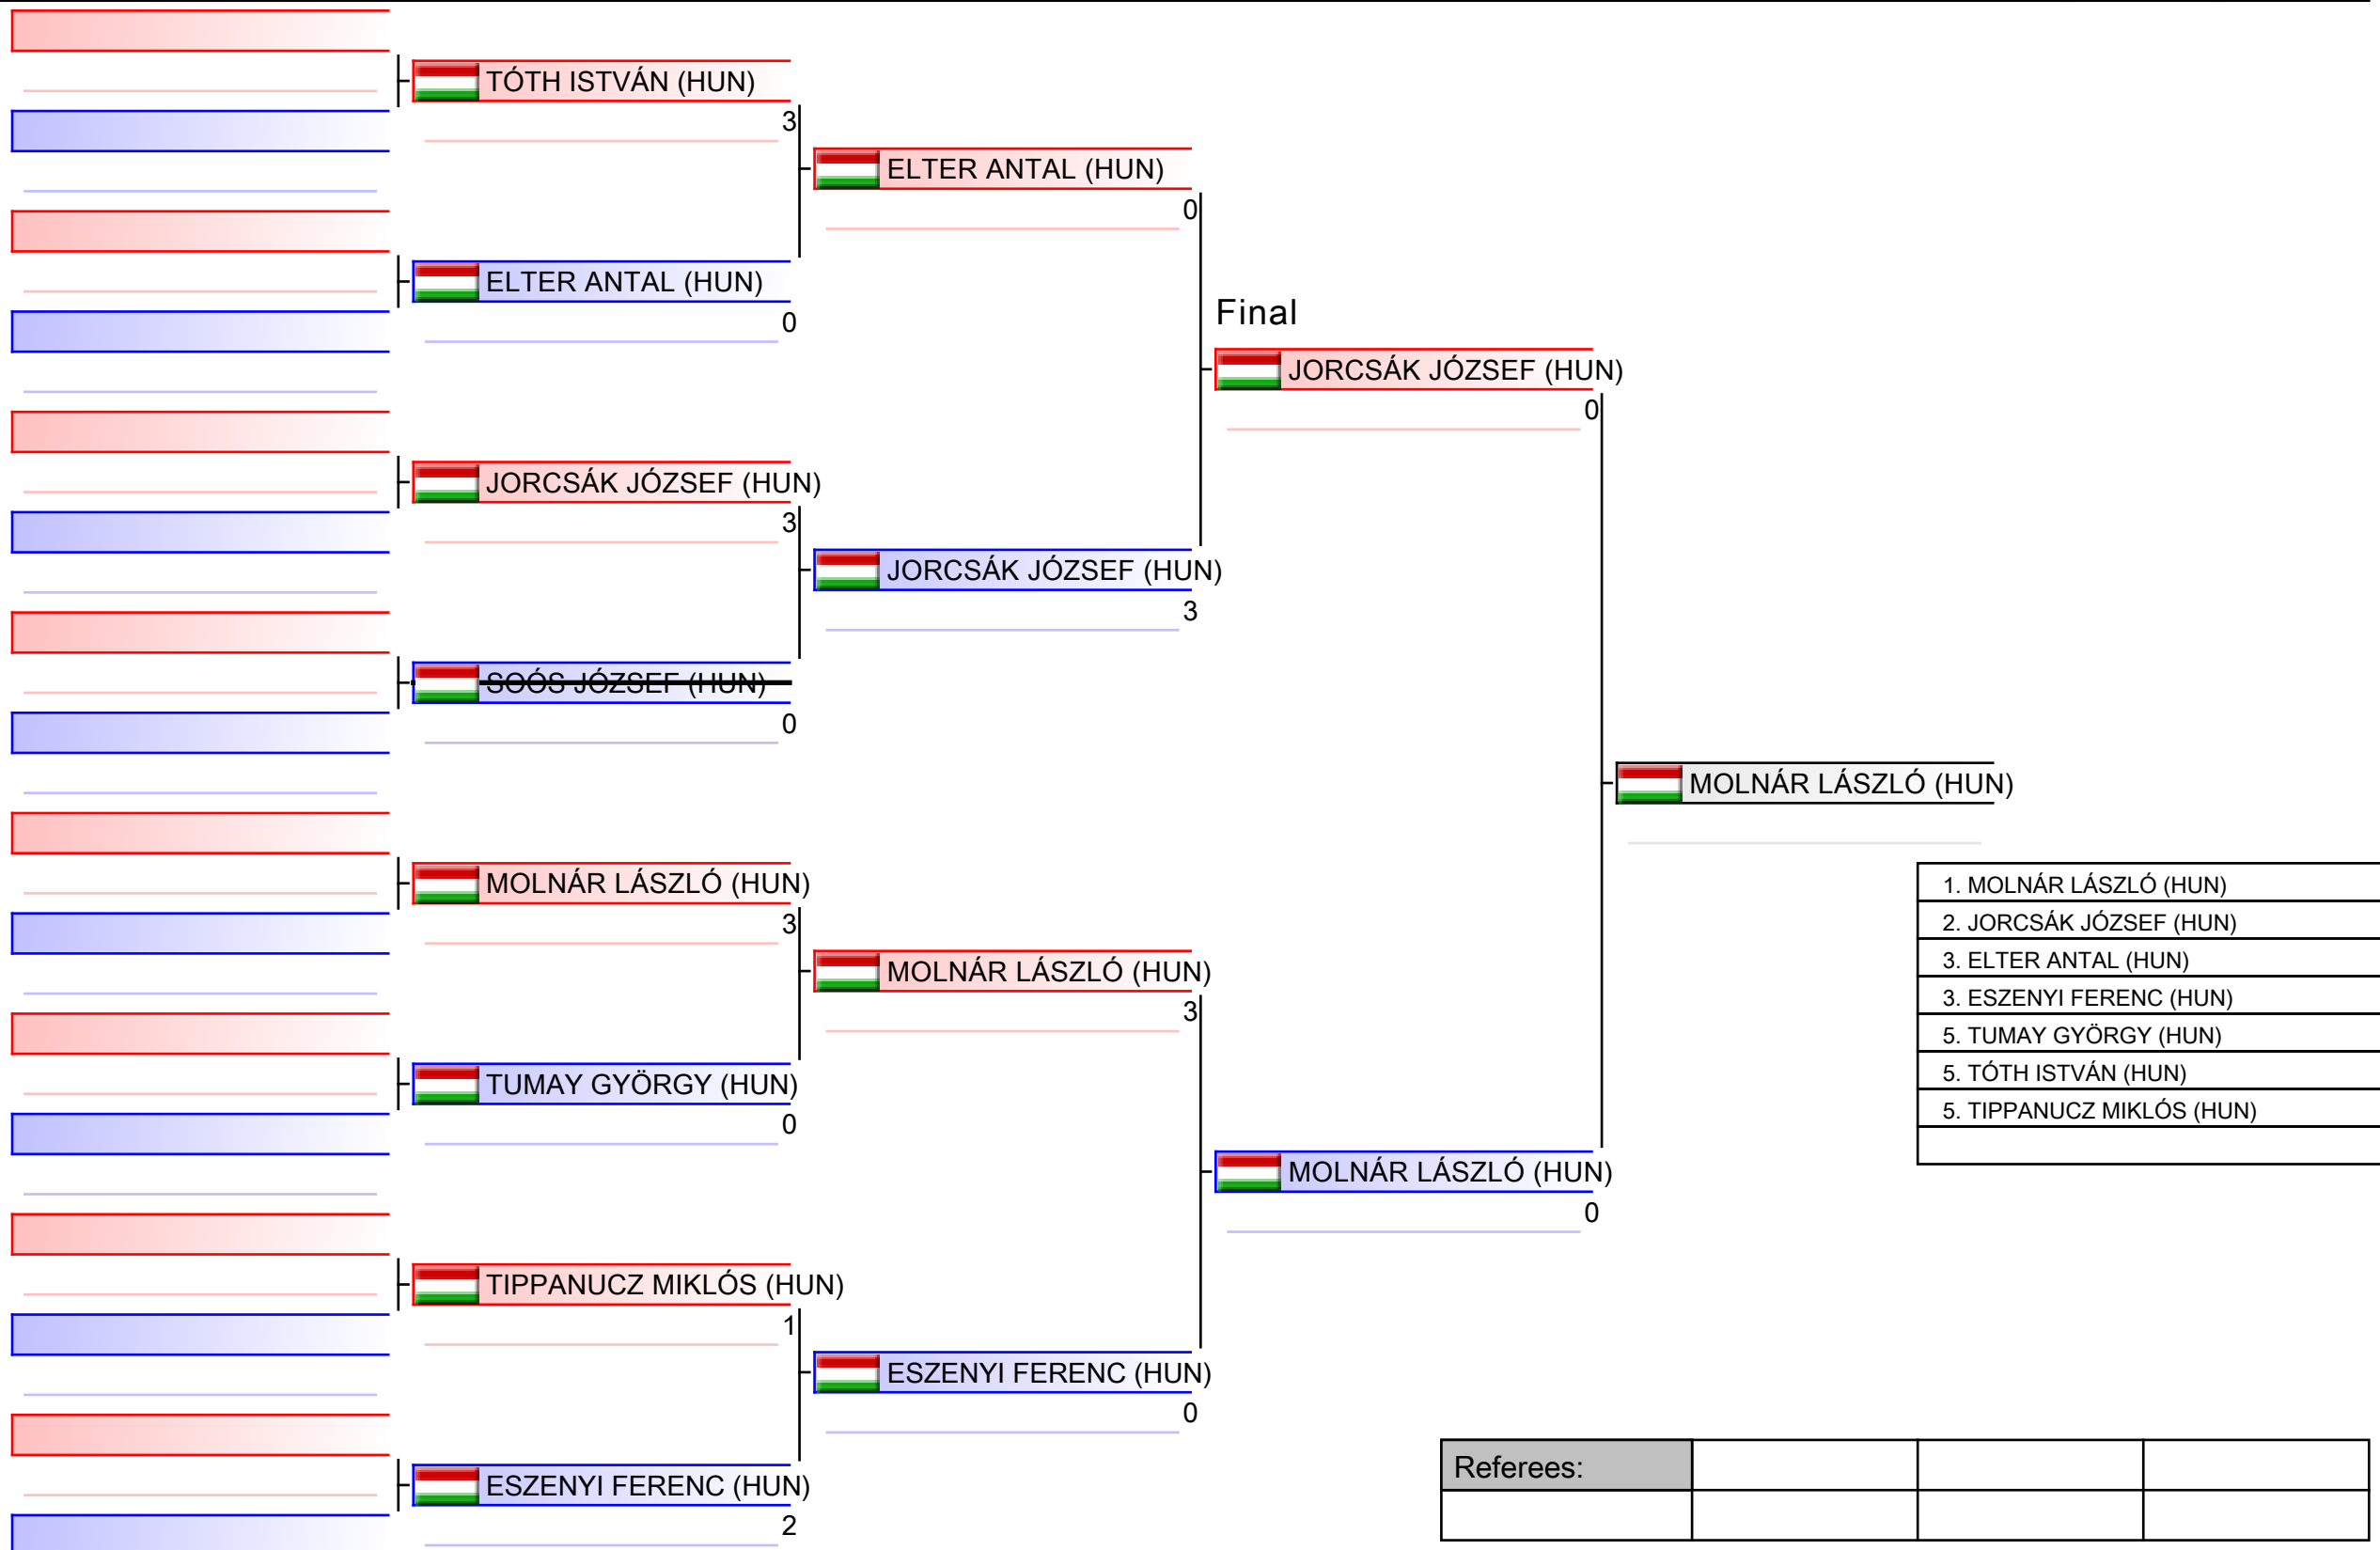 TÓTH ISTVÁN (HUN)
3
ELTER ANTAL (HUN)
0
ELTER ANTAL (HUN)
0
Final
JORCSÁK JÓZSEF (HUN)
0
JORCSÁK JÓZSEF (HUN)
3
JORCSÁK JÓZSEF (HUN)
3
SOÓS JÓZSEF (HUN)
0
MOLNÁR LÁSZLÓ (HUN)
MOLNÁR LÁSZLÓ (HUN)
3
MOLNÁR LÁSZLÓ (HUN)
3
TUMAY GYÖRGY (HUN)
0
MOLNÁR LÁSZLÓ (HUN)
0
TIPPANUCZ MIKLÓS (HUN)
1
ESZENYI FERENC (HUN)
0
ESZENYI FERENC (HUN)
2
1. MOLNÁR LÁSZLÓ (HUN)
2. JORCSÁK JÓZSEF (HUN)
3. ELTER ANTAL (HUN)
3. ESZENYI FERENC (HUN)
5. TUMAY GYÖRGY (HUN)
5. TÓTH ISTVÁN (HUN)
5. TIPPANUCZ MIKLÓS (HUN)
Referees: